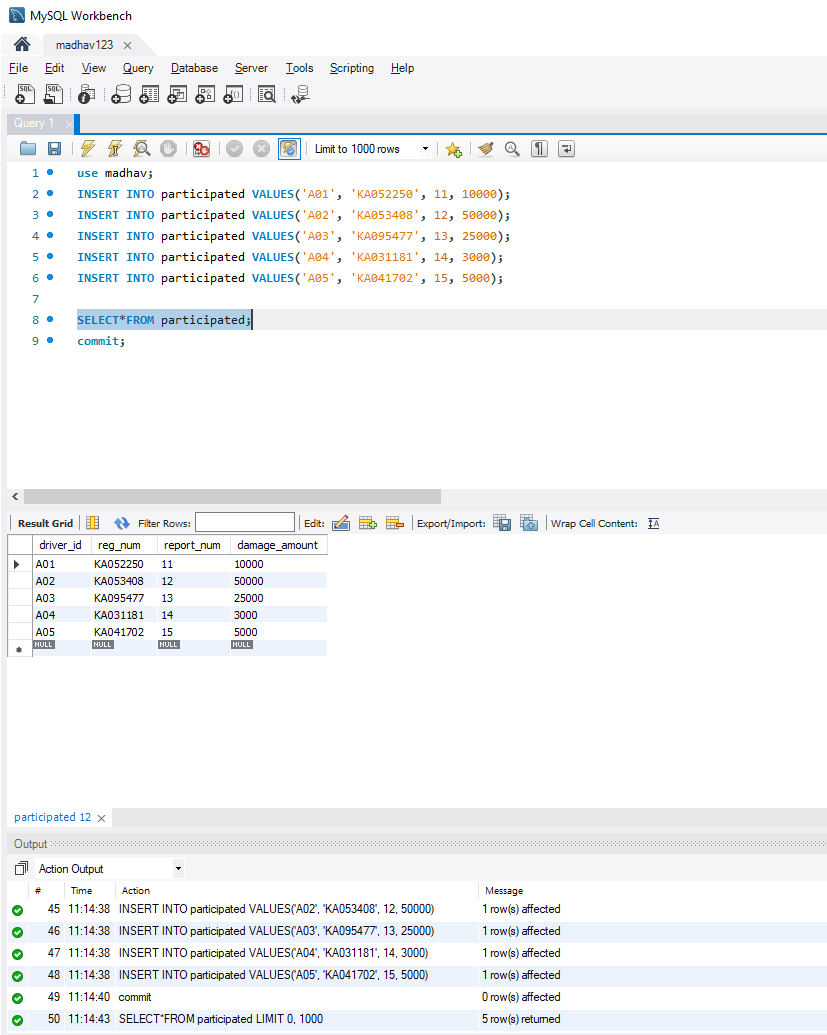 MySQL Workbench
madhav123
File Edit View Query Database Server Tools Scripting Help
Query 1
Limit to 1000 rows
1 use madhav;
2 INSERT INTO participated VALUES('A01', 'KA052250', 11, 10000);
3 INSERT INTO participated VALUES('A02', 'KA053408', 12, 50000);
4 INSERT INTO participated VALUES('A03', 'KA095477', 13, 25000);
5 INSERT INTO participated VALUES('A04', 'KA031181', 14, 3000);
6 INSERT INTO participated VALUES('A05', 'KA041702', 15, 5000);
7
8 SELECT*FROM participated;
9 commit;
Result Grid Filter Rows: Edit: Export/Import: Wrap Cell Content:
driver_id reg_num report_num damage_amount
A01 KA052250 11 10000
A02 KA053408 12 50000
A03 KA095477 13 25000
A04 KA031181 14 3000
A05 KA041702 15 5000
NULL NULL NULL NULL
participated 12
Output
Action Output
# Time Action Message
45 11:14:38 INSERT INTO participated VALUES('A02', 'KA053408', 12, 50000) 1 row(s) affected
46 11:14:38 INSERT INTO participated VALUES('A03', 'KA095477', 13, 25000) 1 row(s) affected
47 11:14:38 INSERT INTO participated VALUES('A04', 'KA031181', 14, 3000) 1 row(s) affected
48 11:14:38 INSERT INTO participated VALUES('A05', 'KA041702', 15, 5000) 1 row(s) affected
49 11:14:40 commit 0 row(s) affected
50 11:14:43 SELECT*FROM participated LIMIT 0, 1000 5 row(s) returned